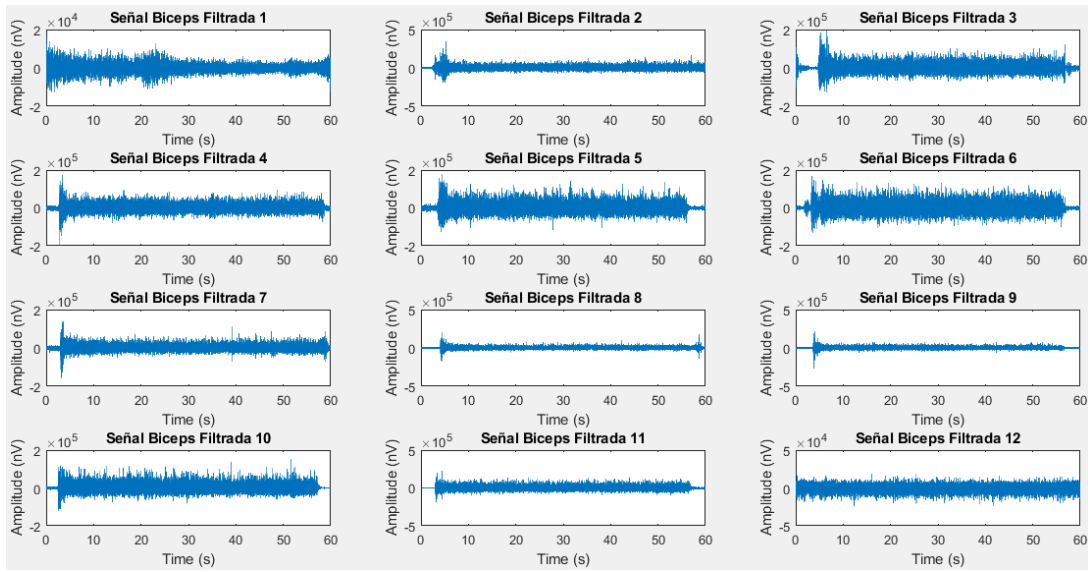 Señal Biceps Filtrada 1
×10^4
Amplitude (nV)
2
0
-2
0 10 20 30 40 50 60
Time (s)
Señal Biceps Filtrada 2
×10^5
Amplitude (nV)
5
0
-5
0 10 20 30 40 50 60
Time (s)
Señal Biceps Filtrada 3
×10^5
Amplitude (nV)
2
0
-2
0 10 20 30 40 50 60
Time (s)
Señal Biceps Filtrada 4
×10^5
Amplitude (nV)
2
0
-2
0 10 20 30 40 50 60
Time (s)
Señal Biceps Filtrada 5
×10^5
Amplitude (nV)
2
0
-2
0 10 20 30 40 50 60
Time (s)
Señal Biceps Filtrada 6
×10^5
Amplitude (nV)
2
0
-2
0 10 20 30 40 50 60
Time (s)
Señal Biceps Filtrada 7
×10^5
Amplitude (nV)
2
0
-2
0 10 20 30 40 50 60
Time (s)
Señal Biceps Filtrada 8
×10^5
Amplitude (nV)
5
0
-5
0 10 20 30 40 50 60
Time (s)
Señal Biceps Filtrada 9
×10^5
Amplitude (nV)
5
0
-5
0 10 20 30 40 50 60
Time (s)
Señal Biceps Filtrada 10
×10^5
Amplitude (nV)
2
0
-2
0 10 20 30 40 50 60
Time (s)
Señal Biceps Filtrada 11
×10^5
Amplitude (nV)
5
0
-5
0 10 20 30 40 50 60
Time (s)
Señal Biceps Filtrada 12
×10^4
Amplitude (nV)
5
0
-5
0 10 20 30 40 50 60
Time (s)